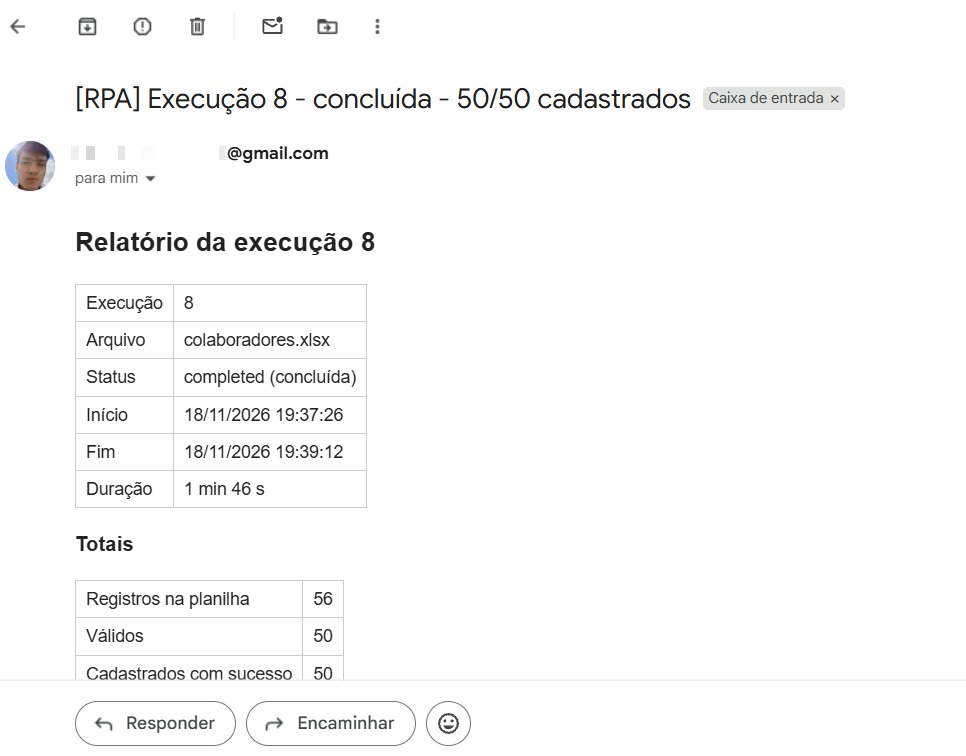 [RPA] Execução 8 - concluída - 50/50 cadastrados Caixa de entrada ×
@gmail.com
para mim
Relatório da execução 8
Execução 8
Arquivo colaboradores.xlsx
Status completed (concluída)
Início 18/11/2026 19:37:26
Fim 18/11/2026 19:39:12
Duração 1 min 46 s
Totais
Registros na planilha 56
Válidos 50
Cadastrados com sucesso 50
Responder Encaminhar